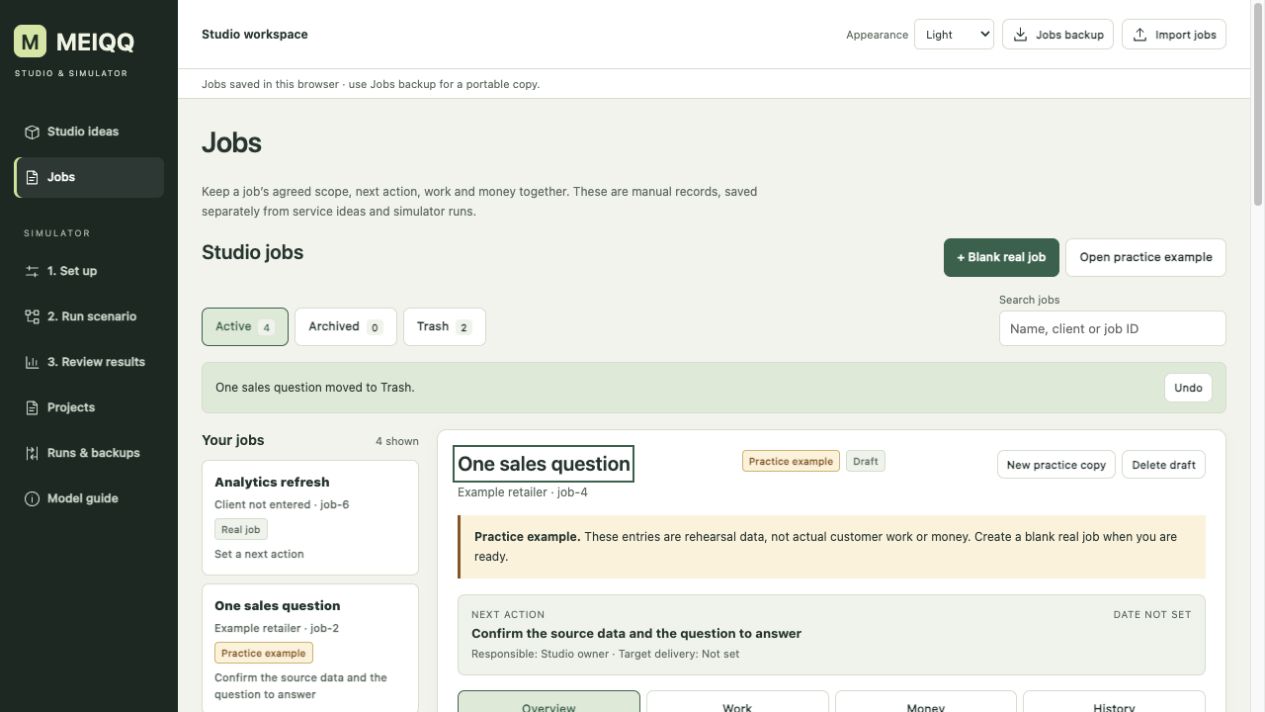 M MEIQQ
STUDIO & SIMULATOR
Studio ideas
Jobs
SIMULATOR
1. Set up
2. Run scenario
3. Review results
Projects
Runs & backups
Model guide
Studio workspace
Appearance
Light
Jobs backup
Import jobs
Jobs saved in this browser · use Jobs backup for a portable copy.
Jobs
Keep a job's agreed scope, next action, work and money together. These are manual records, saved
separately from service ideas and simulator runs.
Studio jobs
+ Blank real job
Open practice example
Active 4
Archived 0
Trash 2
Search jobs
Name, client or job ID
One sales question moved to Trash.
Undo
Your jobs
4 shown
Analytics refresh
Client not entered · job-6
Real job
Set a next action
One sales question
Example retailer · job-2
Practice example
Confirm the source data and the
question to answer
One sales question
Practice example
Draft
New practice copy
Delete draft
Example retailer · job-4
Practice example. These entries are rehearsal data, not actual customer work or money. Create a blank real job when you are
ready.
NEXT ACTION
DATE NOT SET
Confirm the source data and the question to answer
Responsible: Studio owner · Target delivery: Not set
Overview
Work
Money
History